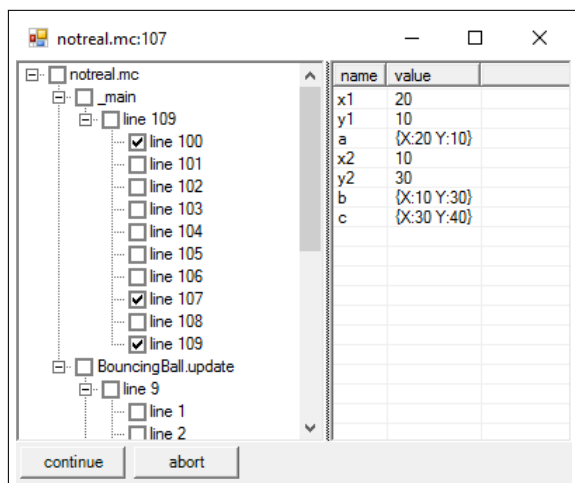 notreal.mc:107
notreal.mc
_main
line 109
line 100
line 101
line 102
line 103
line 104
line 105
line 106
line 107
line 108
line 109
BouncingBall.update
line 9
line 1
line 2
name value
x1 20
y1 10
a {X:20 Y:10}
x2 10
y2 30
b {X:10 Y:30}
c {X:30 Y:40}
continue abort